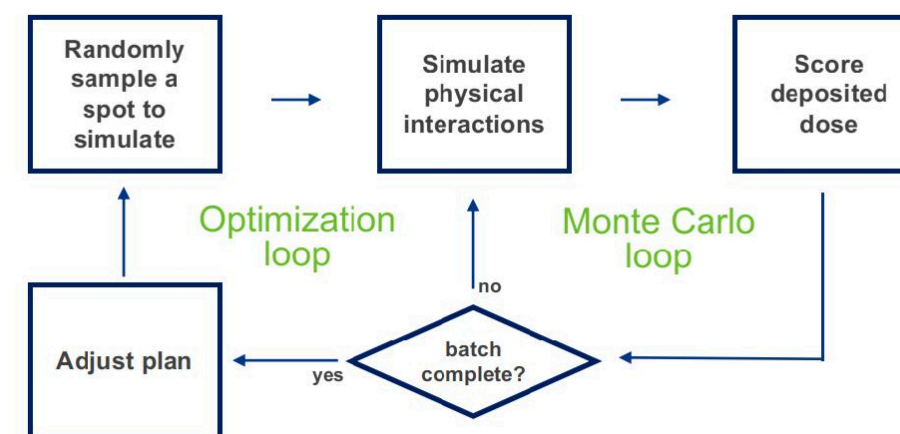 Randomly
sample a
spot to
simulate
Simulate
physical
interactions
Score
deposited
dose
Optimization
loop
Monte Carlo
loop
no
Adjust plan
yes
batch
complete?